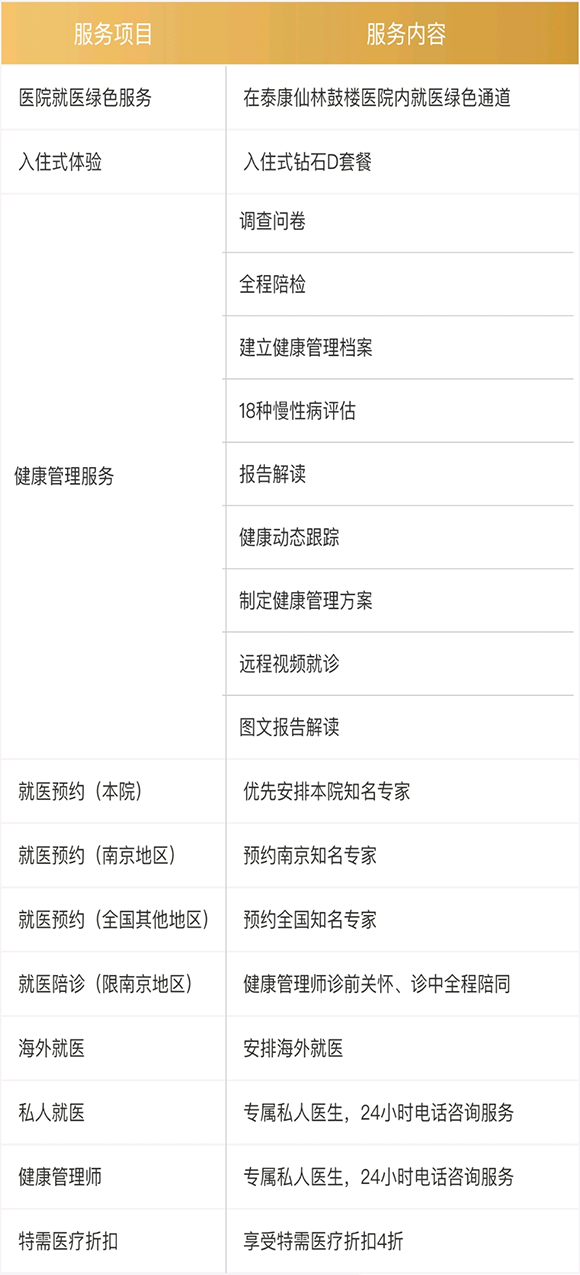 服务项目 服务内容
医院就医绿色服务 在泰康仙林鼓楼医院内就医绿色通道
入住式体验 入住式钻石D套餐
健康管理服务
调查问卷
全程陪检
建立健康管理档案
18种慢性病评估
报告解读
健康动态跟踪
制定健康管理方案
远程视频就诊
图文报告解读
就医预约（本院） 优先安排本院知名专家
就医预约（南京地区） 预约南京知名专家
就医预约（全国其他地区） 预约全国知名专家
就医陪诊（限南京地区） 健康管理师诊前关怀、诊中全程陪同
海外就医 安排海外就医
私人就医 专属私人医生，24小时电话咨询服务
健康管理师 专属私人医生，24小时电话咨询服务
特需医疗折扣 享受特需医疗折扣4折